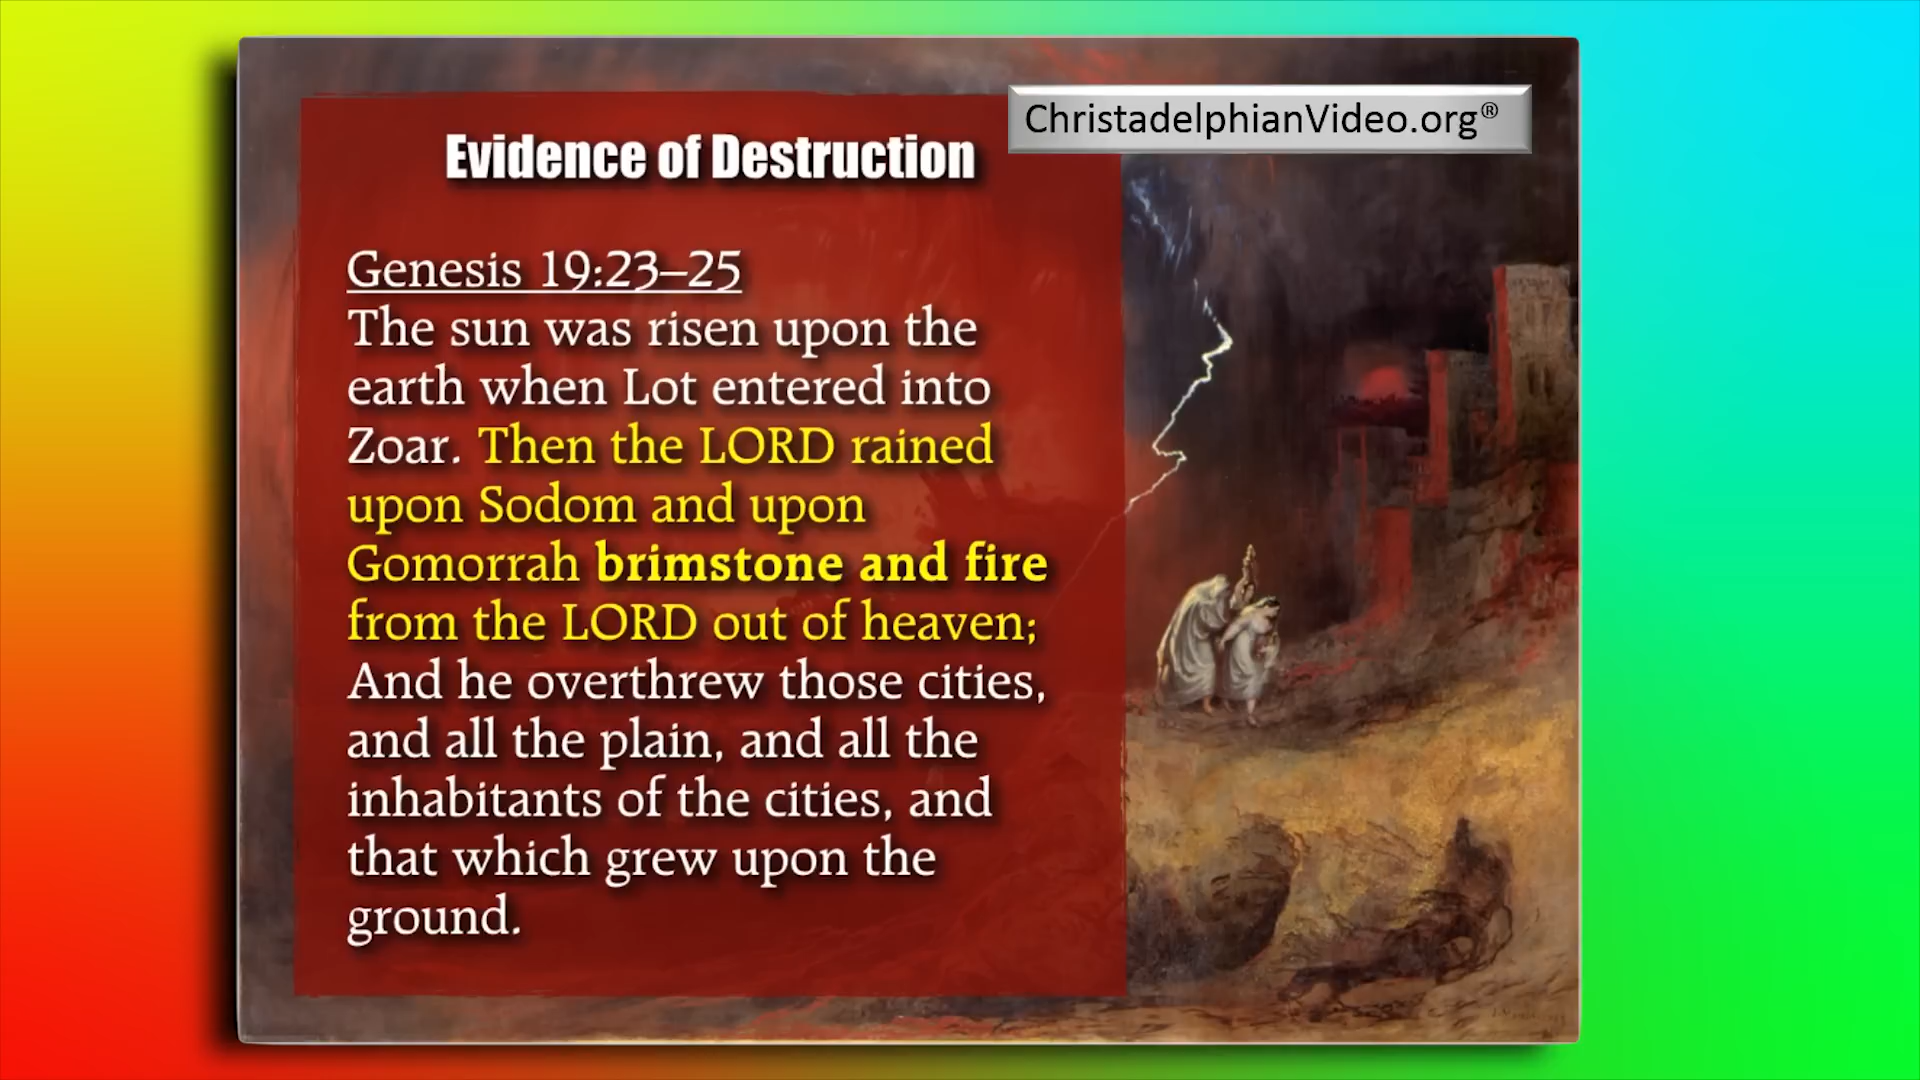 ChristadelphianVideo.org®
Evidence of Destruction
Genesis 19:23–25
The sun was risen upon the
earth when Lot entered into
Zoar. Then the LORD rained
upon Sodom and upon
Gomorrah brimstone and fire
from the LORD out of heaven;
And he overthrew those cities,
and all the plain, and all the
inhabitants of the cities, and
that which grew upon the
ground.